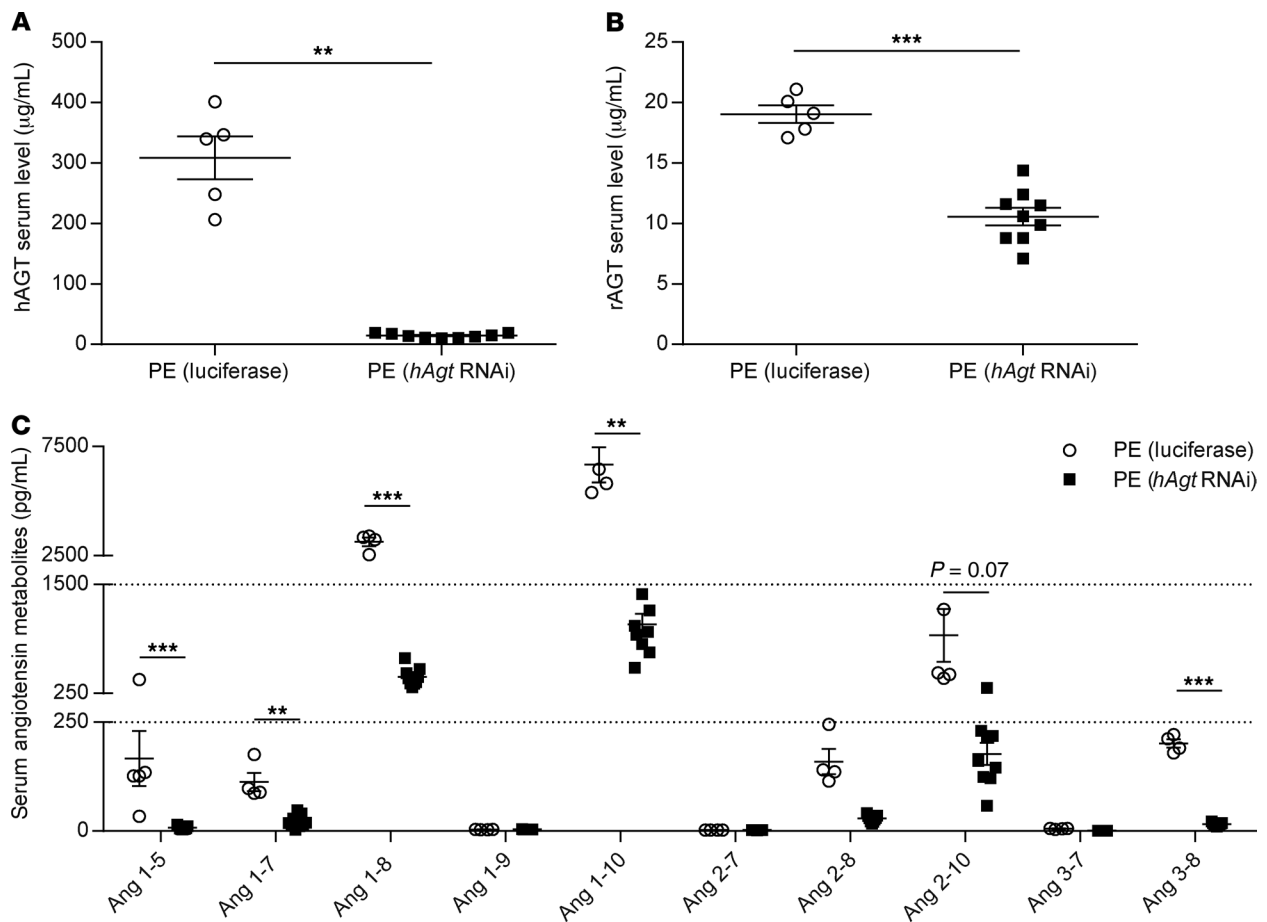 A
500
400
300
200
100
0
hAGT serum level (µg/mL)
**
PE (luciferase)
PE (hAgt RNAi)
B
25
20
15
10
5
0
rAGT serum level (µg/mL)
***
PE (luciferase)
PE (hAgt RNAi)
C
7500
2500
1500
250
250
0
Serum angiotensin metabolites (pg/mL)
***
**
***
**
P = 0.07
***
PE (luciferase)
PE (hAgt RNAi)
Ang 1-5
Ang 1-7
Ang 1-8
Ang 1-9
Ang 1-10
Ang 2-7
Ang 2-8
Ang 2-10
Ang 3-7
Ang 3-8